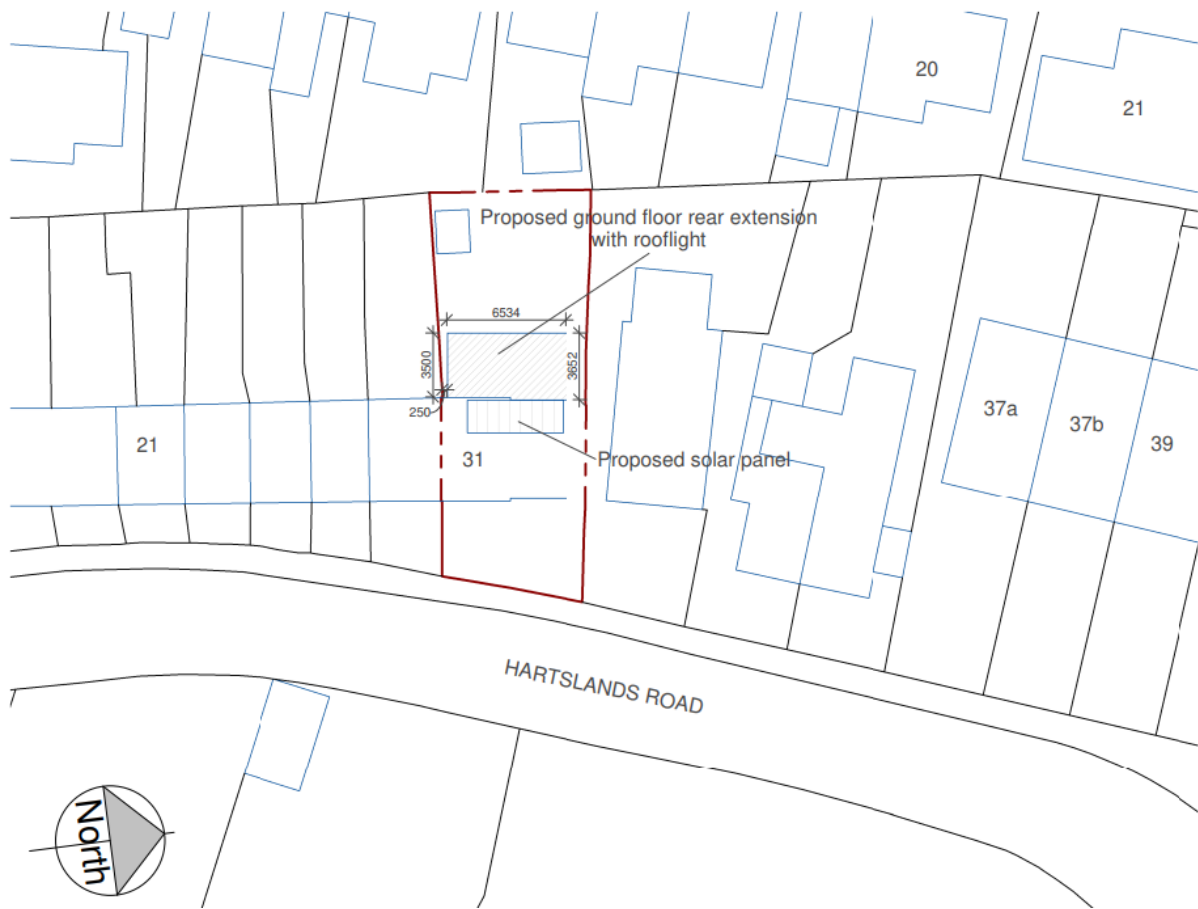 20
21
Proposed ground floor rear extension
with rooflight
6534
3500
3652
250
21
31
Proposed solar panel
37a
37b
39
HARTSLANDS ROAD
North